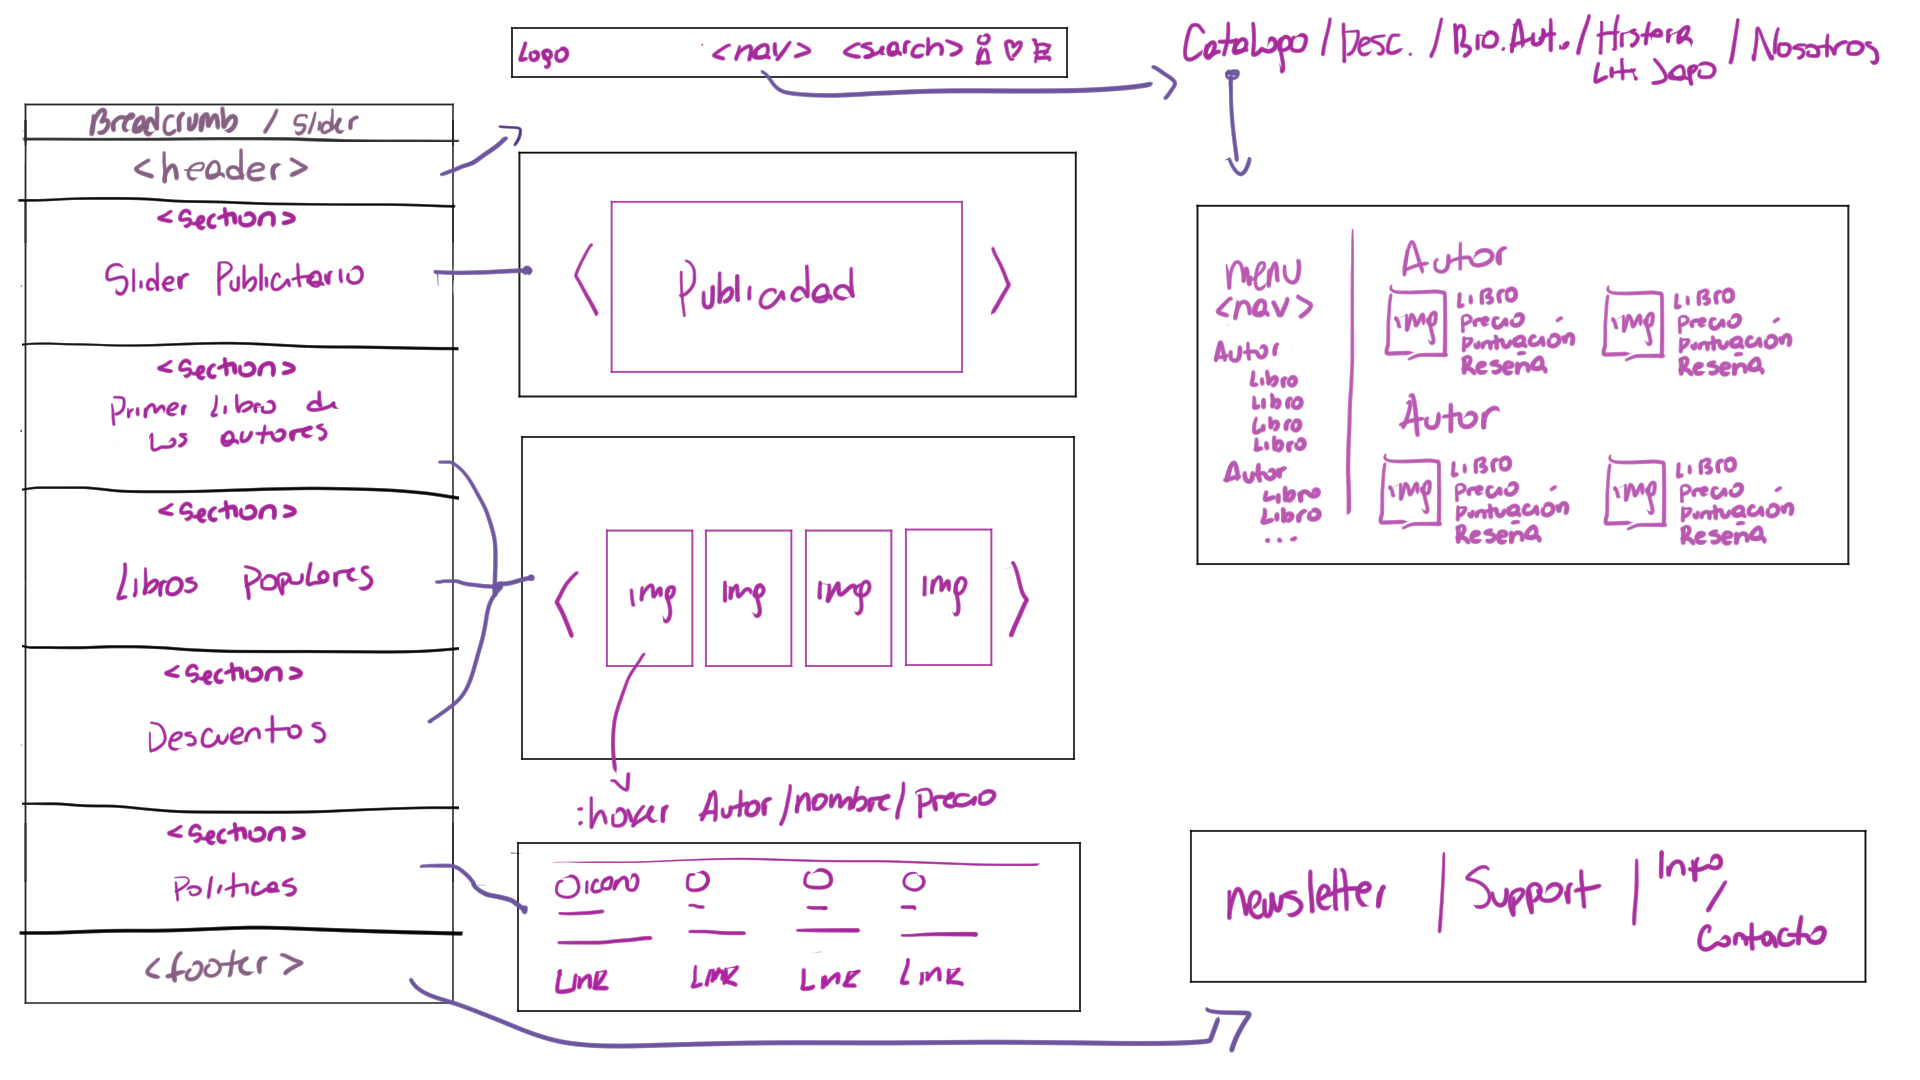 Breadcrumb / Slider
<header>
<section>
Slider Publicitario
<section>
Primer Libro de
Los autores
<section>
Libros Populares
<section>
Descuentos
<section>
Politicas
<footer>
Logo <nav> <search>
Catalogo / Desc. / Bio. Aut. / Histora / Nosotros
Lit. Japo
< Publicidad >
< img img img img >
:hover Autor/nombre/Precio
icono
Link Link Link Link
menu
<nav>
Autor
Libro
Libro
Libro
Libro
Autor
Libro
Libro
...
Autor
img
Libro
Precio
Puntuación
Reseña
img
Libro
Precio
Puntuación
Reseña
Autor
img
Libro
Precio
Puntuación
Reseña
img
Libro
Precio
Puntuación
Reseña
newsletter | Support | Info
/
Contacto